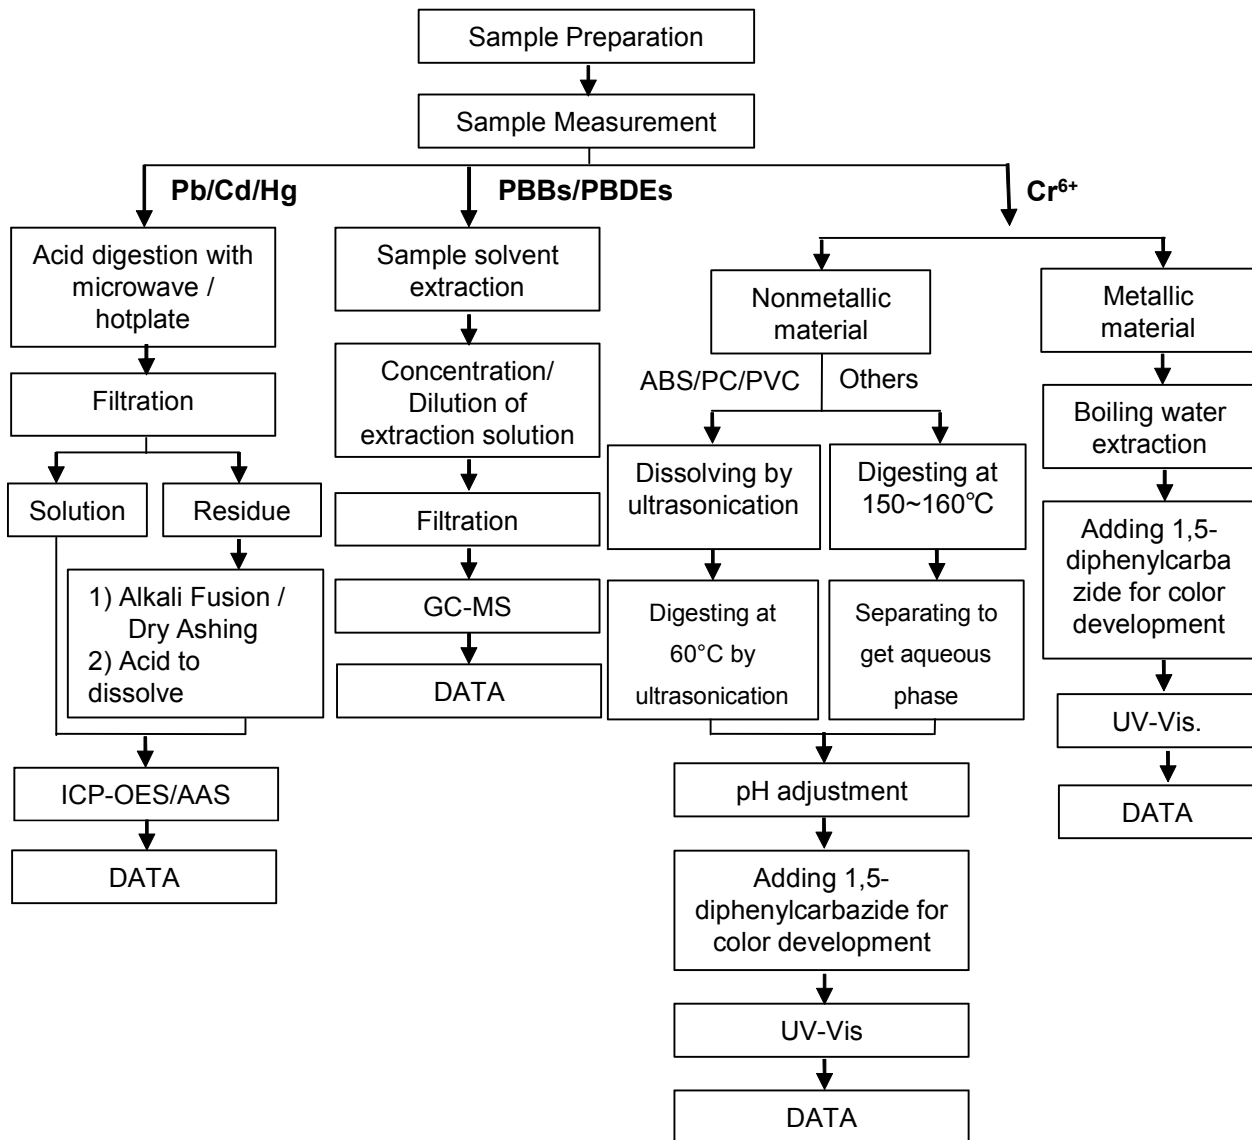 Sample Preparation
Sample Measurement
Pb/Cd/Hg
PBBs/PBDEs
Cr⁶⁺
Acid digestion with
microwave /
hotplate
Filtration
Solution
Residue
1) Alkali Fusion /
Dry Ashing
2) Acid to
dissolve
ICP-OES/AAS
DATA
Sample solvent
extraction
Concentration/
Dilution of
extraction solution
Filtration
GC-MS
DATA
Nonmetallic
material
ABS/PC/PVC
Others
Dissolving by
ultrasonication
Digesting at
60°C by
ultrasonication
Digesting at
150~160℃
Separating to
get aqueous
phase
pH adjustment
Adding 1,5-
diphenylcarbazide for
color development
UV-Vis
DATA
Metallic
material
Boiling water
extraction
Adding 1,5-
diphenylcarba
zide for color
development
UV-Vis.
DATA